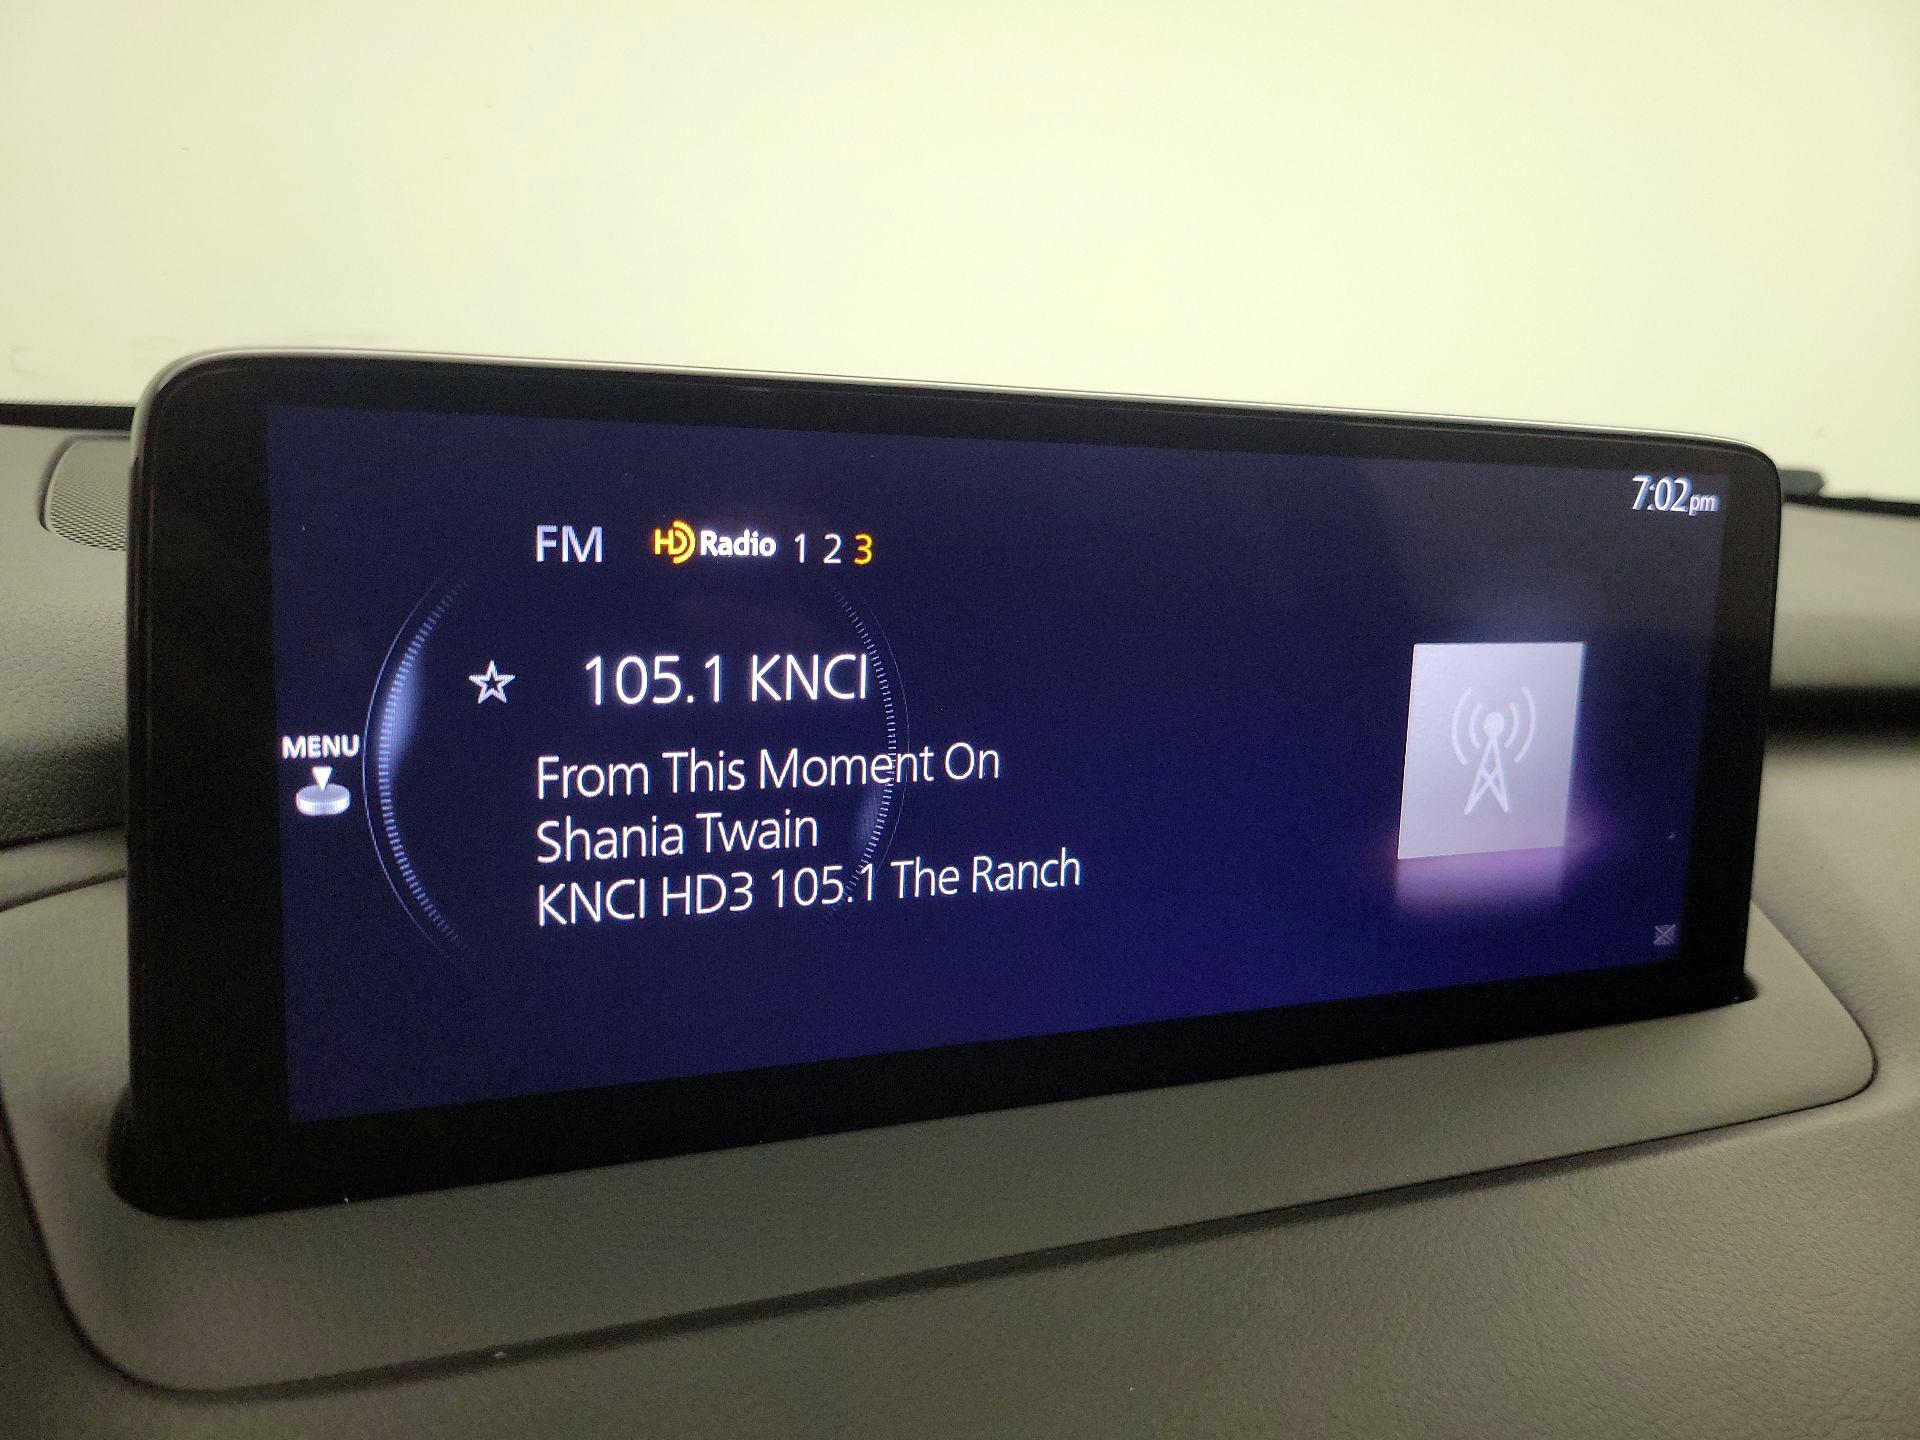 7:02pm
FM HD Radio 1 2 3
105.1 KNCI
MENU
From This Moment On
Shania Twain
KNCI HD3 105.1 The Ranch